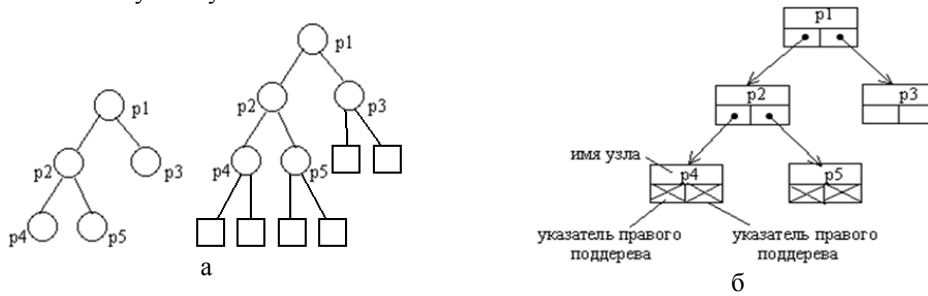 p1
p2
p3
p4
p5
p1
p2
p3
p4
p5
а
p1
p2
p3
имя узла
p4
p5
указатель правого
поддерева
указатель правого
поддерева
б